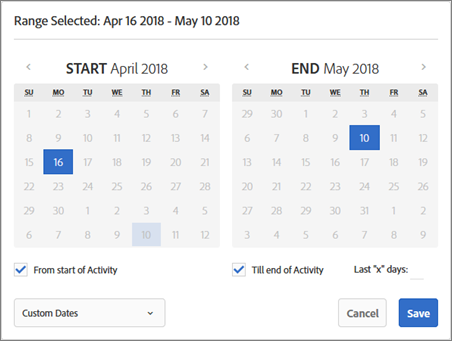 Range Selected: Apr 16 2018 - May 10 2018
‹ START April 2018 ›
SU MO TU WE TH FR SA
1 2 3 4 5 6 7
8 9 10 11 12 13 14
15 16 17 18 19 20 21
22 23 24 25 26 27 28
29 30 1 2 3 4 5
6 7 8 9 10 11 12
‹ END May 2018 ›
SU MO TU WE TH FR SA
29 30 1 2 3 4 5
6 7 8 9 10 11 12
13 14 15 16 17 18 19
20 21 22 23 24 25 26
27 28 29 30 31 1 2
3 4 5 6 7 8 9
From start of Activity
Till end of Activity
Last "x" days:
Custom Dates
Cancel
Save